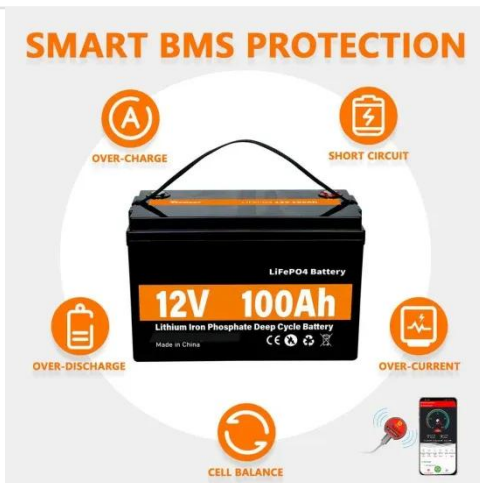 SMART BMS PROTECTION
OVER-CHARGE
SHORT CIRCUIT
LiFePO4 Battery
12V 100Ah
Lithium Iron Phosphate Deep Cycle Battery
Made in China
CE
OVER-DISCHARGE
OVER-CURRENT
CELL BALANCE